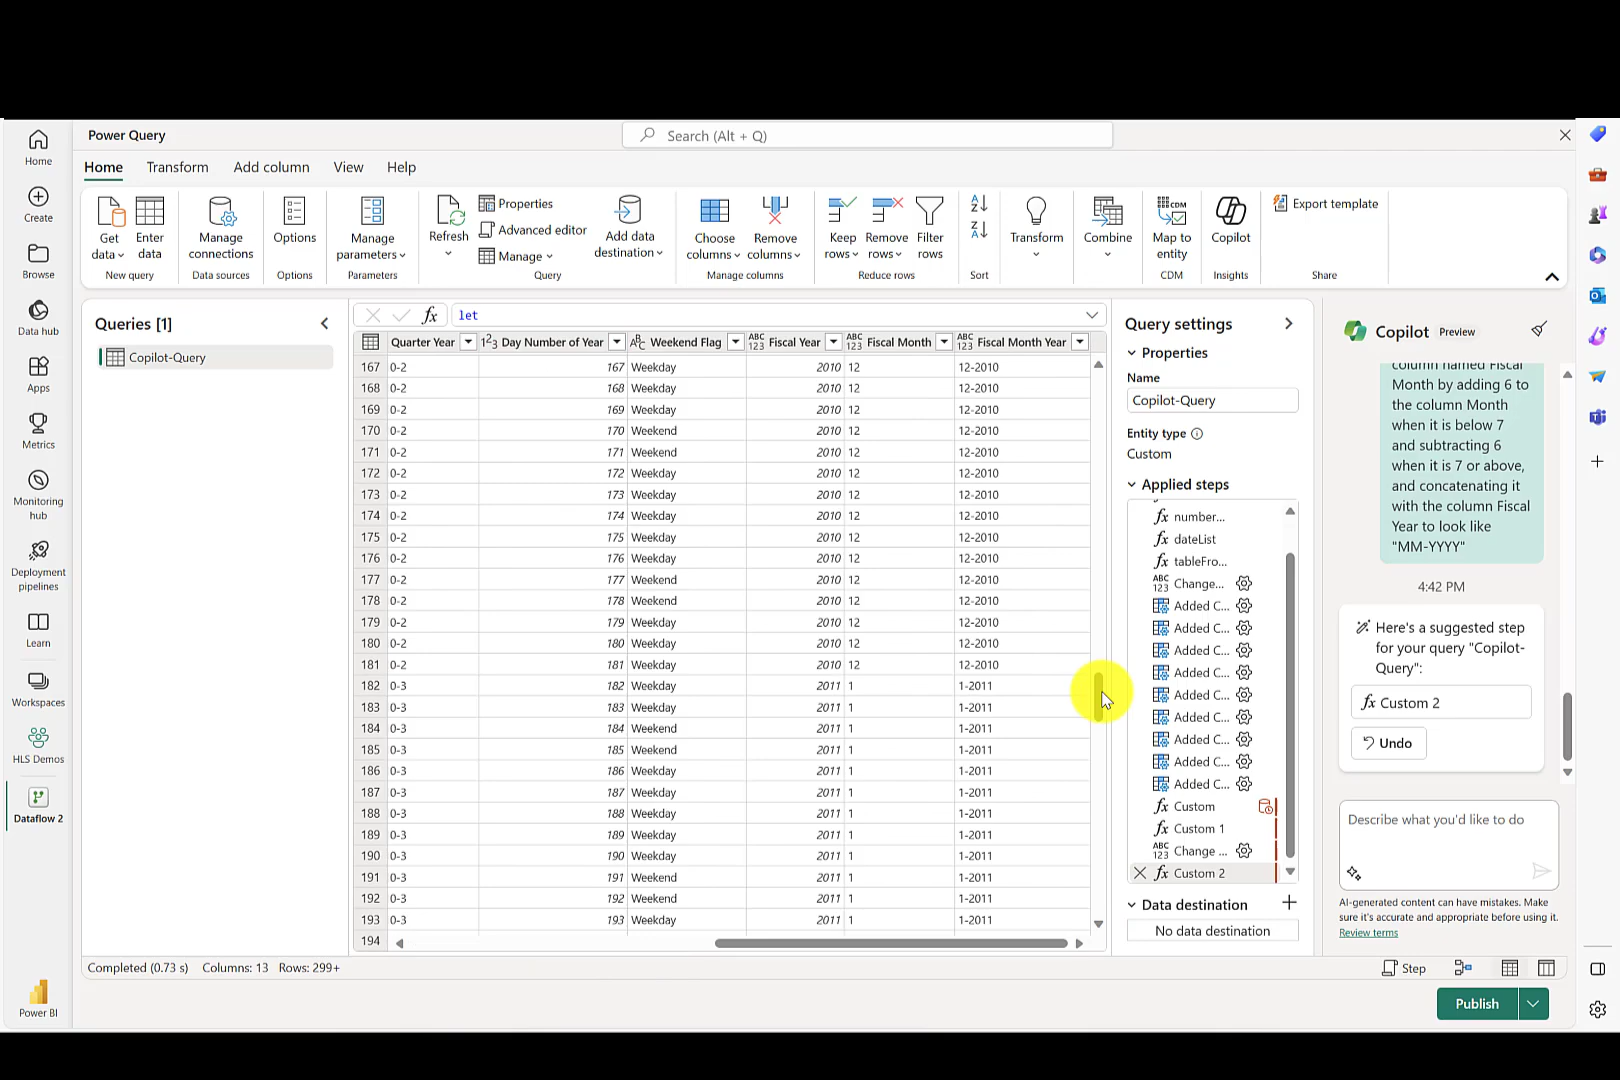 Power Query
Search (Alt + Q)
Home
Create
Browse
Data hub
Apps
Metrics
Monitoring
hub
Deployment
pipelines
Learn
Workspaces
HLS Demos
Dataflow 2
Power BI
Home Transform Add column View Help
Get
data
Enter
data
New query
Manage
connections
Data sources
Options
Options
Manage
parameters
Parameters
Refresh
Properties
Advanced editor
Manage
Query
Add data
destination
Choose
columns
Remove
columns
Manage columns
Keep
rows
Remove
rows
Filter
rows
Reduce rows
A
Z
Z
A
Sort
Transform
Combine
CDM
Map to
entity
CDM
Copilot
Insights
Export template
Share
Queries [1]
Copilot-Query
fx let
Quarter Year 123 Day Number of Year ABC Weekend Flag ABC 123 Fiscal Year ABC 123 Fiscal Month ABC 123 Fiscal Month Year
167 0-2 167 Weekday 2010 12 12-2010
168 0-2 168 Weekday 2010 12 12-2010
169 0-2 169 Weekday 2010 12 12-2010
170 0-2 170 Weekend 2010 12 12-2010
171 0-2 171 Weekend 2010 12 12-2010
172 0-2 172 Weekday 2010 12 12-2010
173 0-2 173 Weekday 2010 12 12-2010
174 0-2 174 Weekday 2010 12 12-2010
175 0-2 175 Weekday 2010 12 12-2010
176 0-2 176 Weekday 2010 12 12-2010
177 0-2 177 Weekend 2010 12 12-2010
178 0-2 178 Weekend 2010 12 12-2010
179 0-2 179 Weekday 2010 12 12-2010
180 0-2 180 Weekday 2010 12 12-2010
181 0-2 181 Weekday 2010 12 12-2010
182 0-3 182 Weekday 2011 1 1-2011
183 0-3 183 Weekday 2011 1 1-2011
184 0-3 184 Weekend 2011 1 1-2011
185 0-3 185 Weekend 2011 1 1-2011
186 0-3 186 Weekday 2011 1 1-2011
187 0-3 187 Weekday 2011 1 1-2011
188 0-3 188 Weekday 2011 1 1-2011
189 0-3 189 Weekday 2011 1 1-2011
190 0-3 190 Weekday 2011 1 1-2011
191 0-3 191 Weekend 2011 1 1-2011
192 0-3 192 Weekend 2011 1 1-2011
193 0-3 193 Weekday 2011 1 1-2011
194
Query settings
Properties
Name
Copilot-Query
Entity type
Custom
Applied steps
fx number...
fx dateList
fx tableFro...
ABC 123 Change...
Added C...
Added C...
Added C...
Added C...
Added C...
Added C...
Added C...
Added C...
Added C...
fx Custom
fx Custom 1
ABC 123 Change ...
fx Custom 2
Data destination
No data destination
Copilot Preview
column named Fiscal
Month by adding 6 to
the column Month
when it is below 7
and subtracting 6
when it is 7 or above,
and concatenating it
with the column Fiscal
Year to look like
"MM-YYYY"
4:42 PM
Here's a suggested step
for your query "Copilot-
Query":
fx Custom 2
Undo
Describe what you'd like to do
AI-generated content can have mistakes. Make
sure it's accurate and appropriate before using it.
Review terms
Completed (0.73 s) Columns: 13 Rows: 299+
Step
Publish